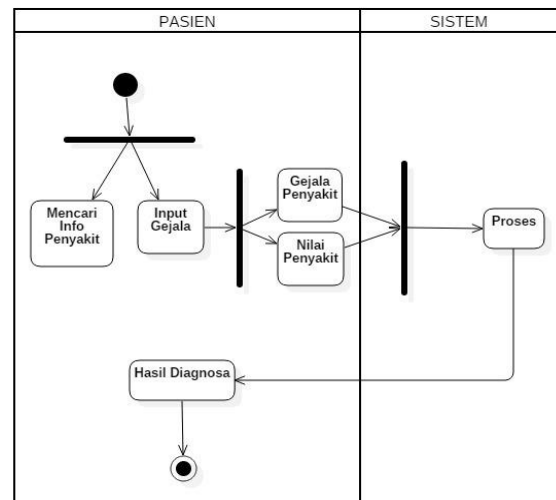 PASIEN
SISTEM
Mencari
Info
Penyakit
Input
Gejala
Gejala
Penyakit
Nilai
Penyakit
Proses
Hasil Diagnosa